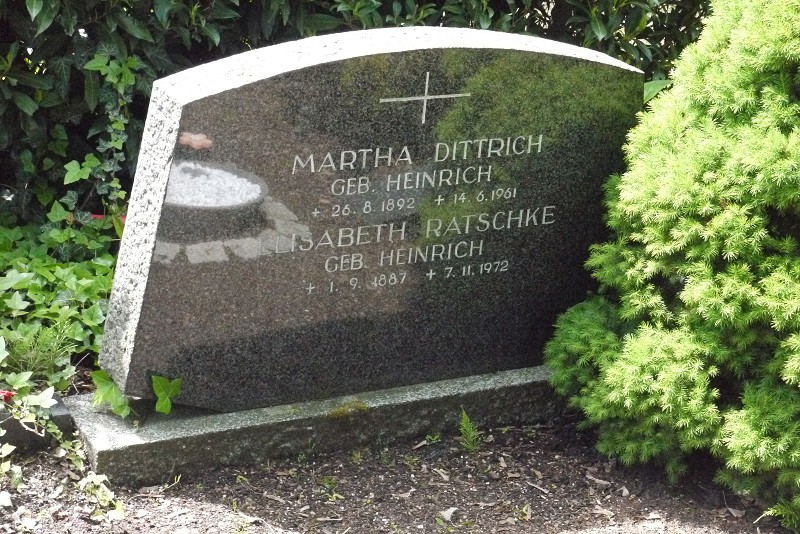 MARTHA DITTRICH
GEB. HEINRICH
+ 26. 8. 1892 + 14. 6. 1961
ELISABETH RATSCHKE
GEB. HEINRICH
+ 1. 9. 1887 + 7. 11. 1972